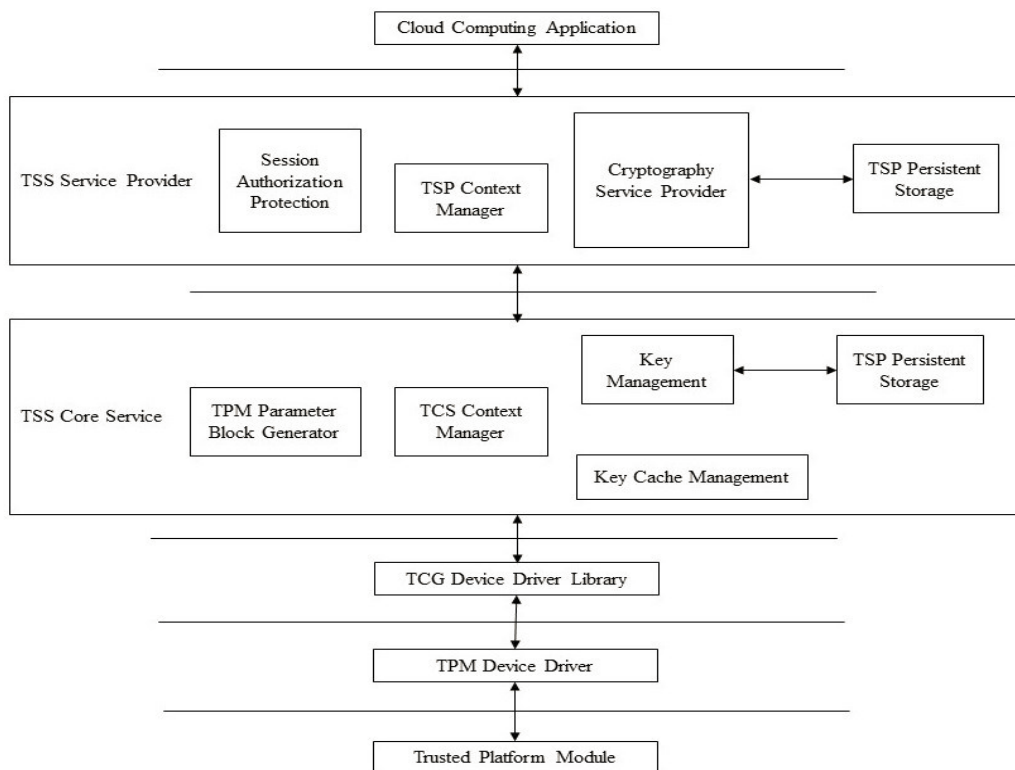 Cloud Computing Application
TSS Service Provider
Session
Authorization
Protection
TSP Context
Manager
Cryptography
Service Provider
TSP Persistent
Storage
TSS Core Service
TPM Parameter
Block Generator
TCS Context
Manager
Key
Management
TSP Persistent
Storage
Key Cache Management
TCG Device Driver Library
TPM Device Driver
Trusted Platform Module